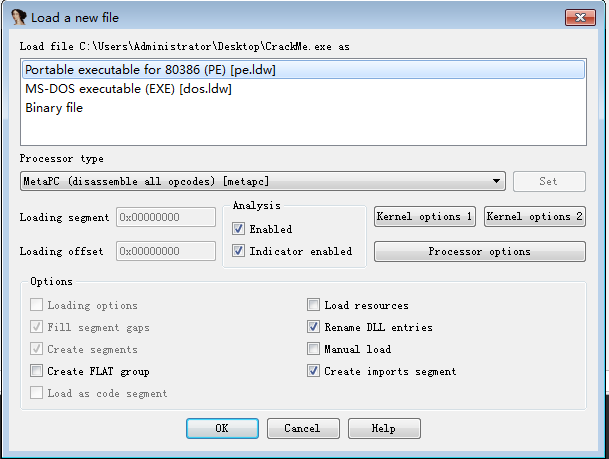 Load a new file
Load file C:\Users\Administrator\Desktop\CrackMe.exe as
Portable executable for 80386 (PE) [pe.ldw]
MS-DOS executable (EXE) [dos.ldw]
Binary file
Processor type
MetaPC (disassemble all opcodes) [metapc]
Set
Analysis
Loading segment 0x00000000
Enabled
Kernel options 1 Kernel options 2
Loading offset 0x00000000
Indicator enabled
Processor options
Options
Loading options
Load resources
Fill segment gaps
Rename DLL entries
Create segments
Manual load
Create FLAT group
Create imports segment
Load as code segment
OK Cancel Help